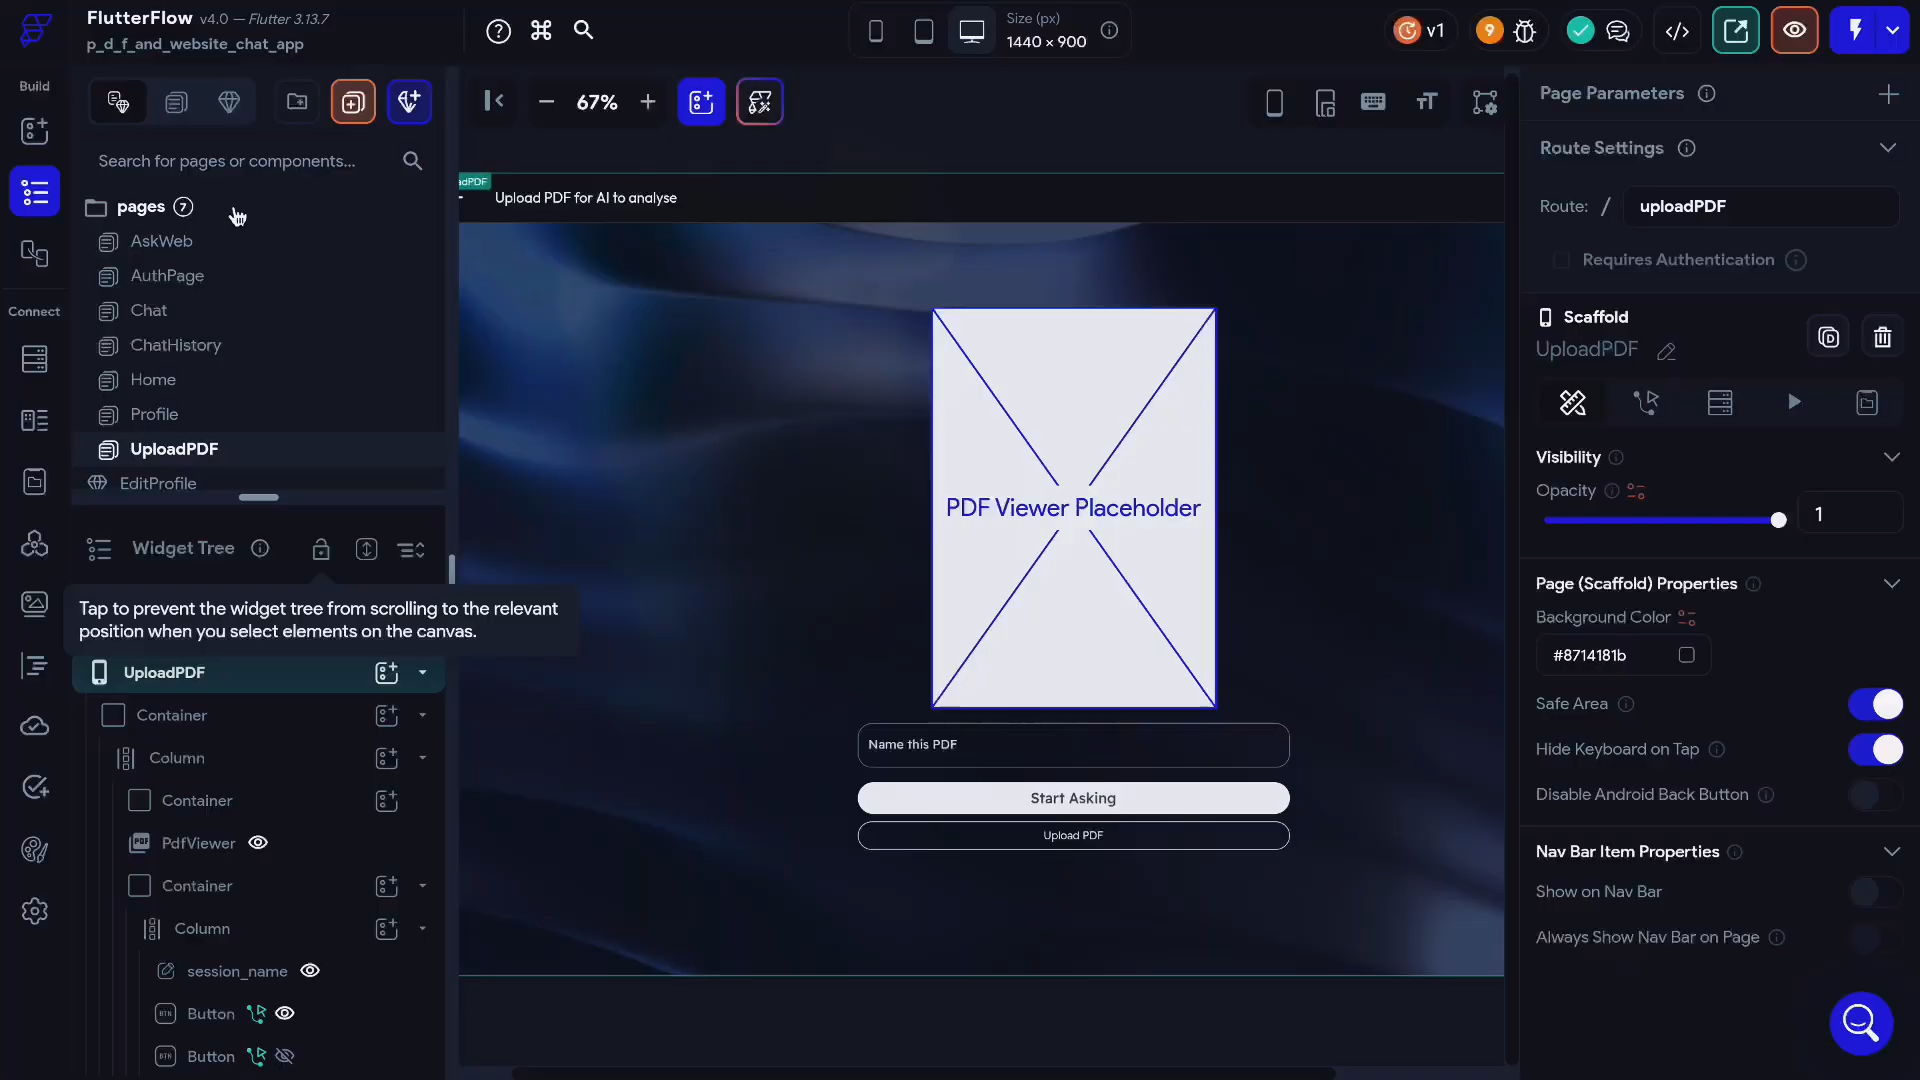 FlutterFlow v4.0 — Flutter 3.13.7
p_d_f_and_website_chat_app
Size (px)
1440 × 900
v1
9
Build
67%
Search for pages or components...
pages 7
AskWeb
AuthPage
Chat
ChatHistory
Home
Profile
UploadPDF
EditProfile
Connect
Widget Tree
Tap to prevent the widget tree from scrolling to the relevant
position when you select elements on the canvas.
UploadPDF
Container
Column
Container
PDF
PdfViewer
Container
Column
session_name
BTN
Button
BTN
Button
adPDF
Upload PDF for AI to analyse
PDF Viewer Placeholder
Name this PDF
Start Asking
Upload PDF
Page Parameters
Route Settings
Route: / uploadPDF
Requires Authentication
Scaffold
UploadPDF
Visibility
Opacity
1
Page (Scaffold) Properties
Background Color
#8714181b
Safe Area
Hide Keyboard on Tap
Disable Android Back Button
Nav Bar Item Properties
Show on Nav Bar
Always Show Nav Bar on Page